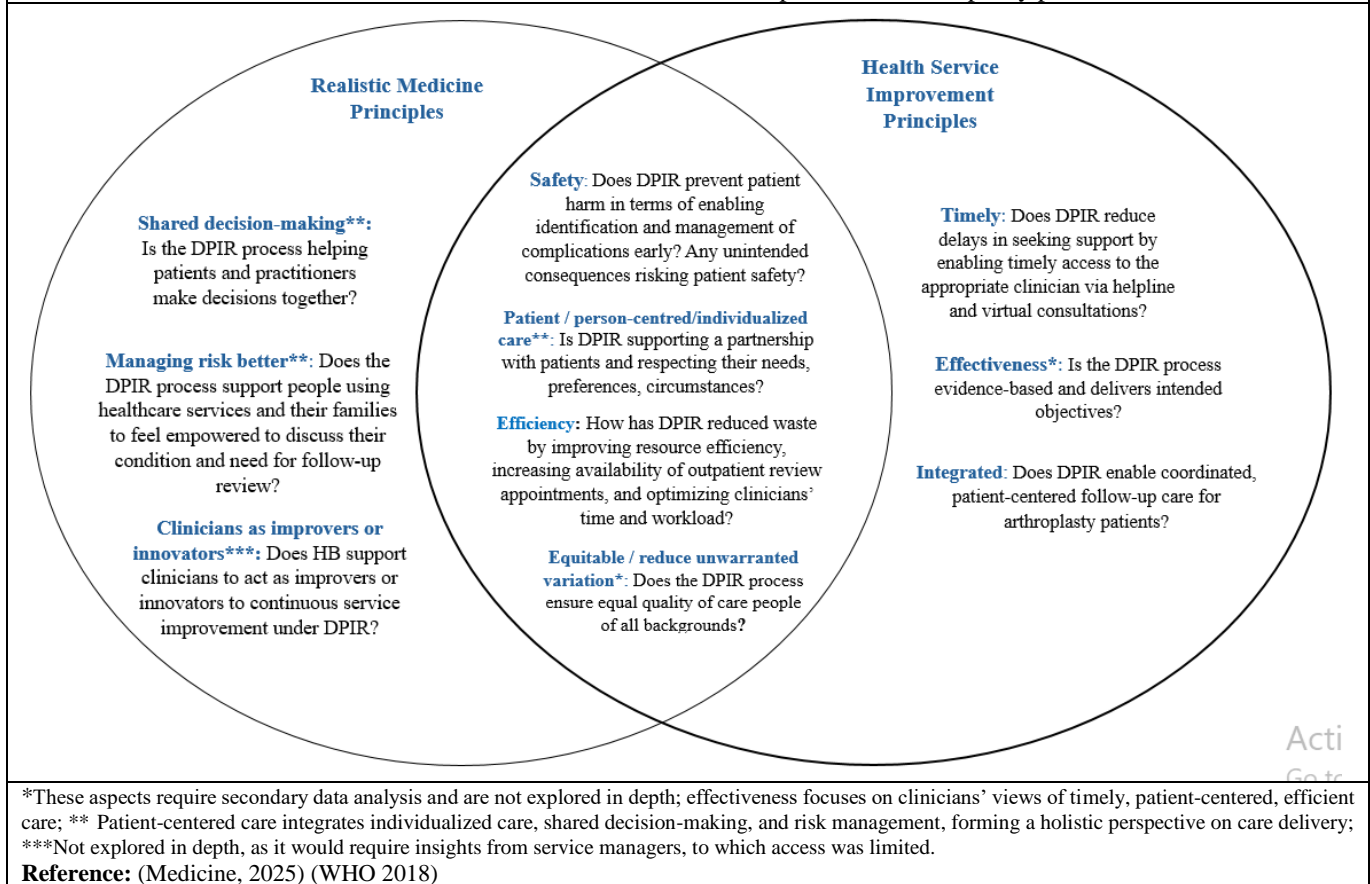 Realistic Medicine
Principles
Shared decision-making**:
Is the DPIR process helping
patients and practitioners
make decisions together?
Managing risk better**: Does the
DPIR process support people using
healthcare services and their families
to feel empowered to discuss their
condition and need for follow-up
review?
Clinicians as improvers or
innovators***: Does HB support
clinicians to act as improvers or
innovators to continuous service
improvement under DPIR?
Safety: Does DPIR prevent patient
harm in terms of enabling
identification and management of
complications early? Any unintended
consequences risking patient safety?
Patient / person-centred/individualized
care**: Is DPIR supporting a partnership
with patients and respecting their needs,
preferences, circumstances?
Efficiency: How has DPIR reduced waste
by improving resource efficiency,
increasing availability of outpatient review
appointments, and optimizing clinicians’
time and workload?
Equitable / reduce unwarranted
variation*: Does the DPIR process
ensure equal quality of care people
of all backgrounds?
Health Service
Improvement
Principles
Timely: Does DPIR reduce
delays in seeking support by
enabling timely access to the
appropriate clinician via helpline
and virtual consultations?
Effectiveness*: Is the DPIR process
evidence-based and delivers intended
objectives?
Integrated: Does DPIR enable coordinated,
patient-centered follow-up care for
arthroplasty patients?
Acti
*These aspects require secondary data analysis and are not explored in depth; effectiveness focuses on clinicians’ views of timely, patient-centered, efficient
care; ** Patient-centered care integrates individualized care, shared decision-making, and risk management, forming a holistic perspective on care delivery;
***Not explored in depth, as it would require insights from service managers, to which access was limited.
Reference: (Medicine, 2025) (WHO 2018)